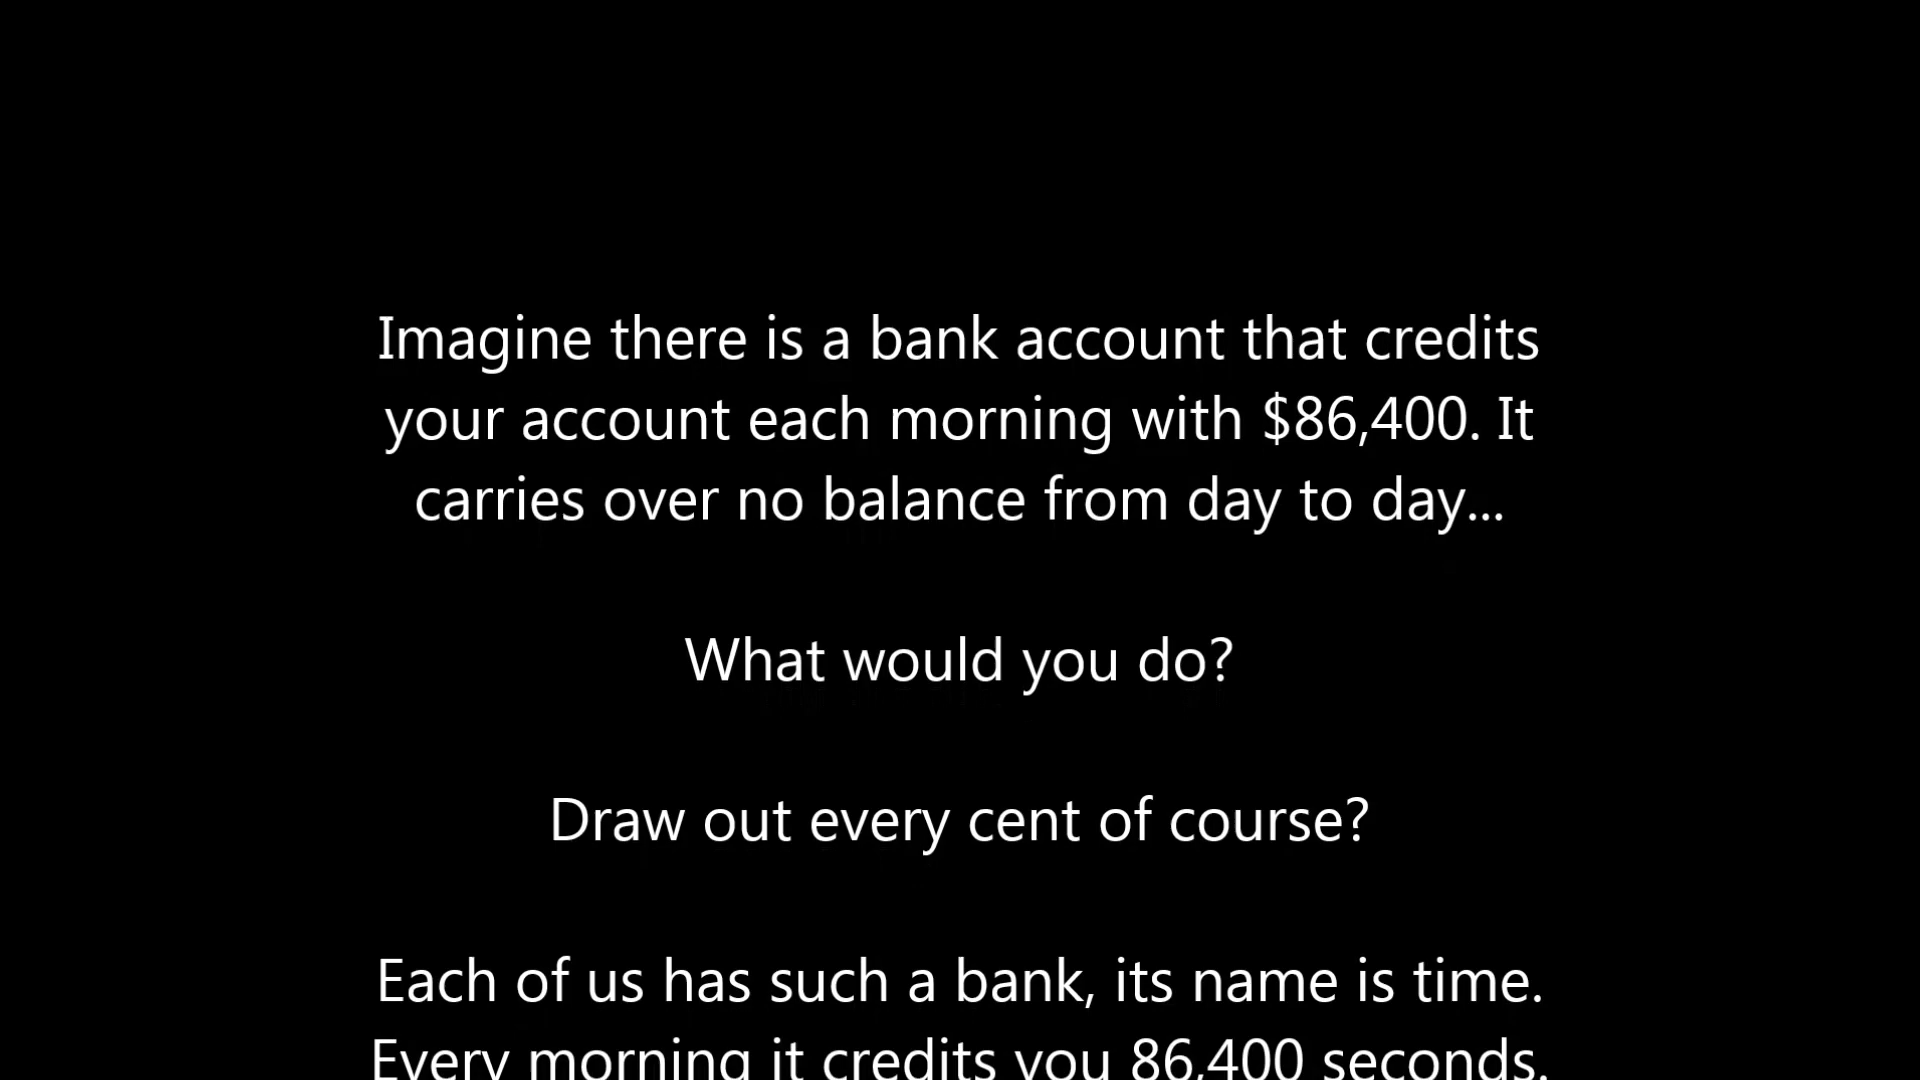 Imagine there is a bank account that credits
your account each morning with $86,400. It
carries over no balance from day to day...
What would you do?
Draw out every cent of course?
Each of us has such a bank, its name is time.
Every morning it credits you 86,400 seconds.